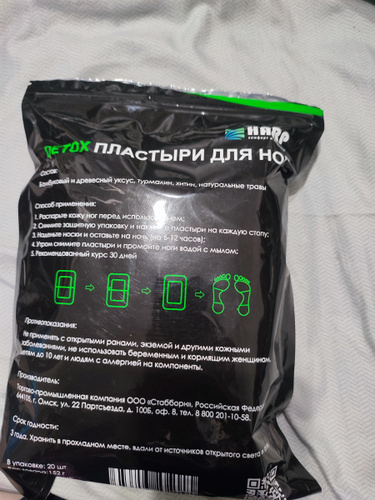 HARP
комфорт
DETOX ПЛАСТЫРИ ДЛЯ НОГ
Состав:
Бамбуковый и древесный уксус, турмалин, хитин, натуральные травы
Способ применения:
1. Распарьте кожу ног перед использованием;
2. Снимите защитную упаковку и наклейте пластыри на каждую стопу;
3. Наденьте носки и оставьте на ночь (на 6-12 часов);
4. Утром снимите пластыри и промойте ноги водой с мылом;
5. Рекомендованный курс 30 дней
Противопоказания:
Не применять с открытыми ранами, экземой и другими кожными
заболеваниями, не использовать беременным и кормящим женщинам,
детям до 10 лет и людям с аллергией на компоненты.
Производитель:
Торгово-промышленная компания ООО «Стабборн», Российская Феде
644118, г. Омск, ул. 22 Партсъезда, д. 100Б, оф. 8, тел. 8 800 201-10-58.
Срок годности:
3 года. Хранить в прохладном месте, вдали от источников открытого света и
В упаковке: 20 шт
152 г